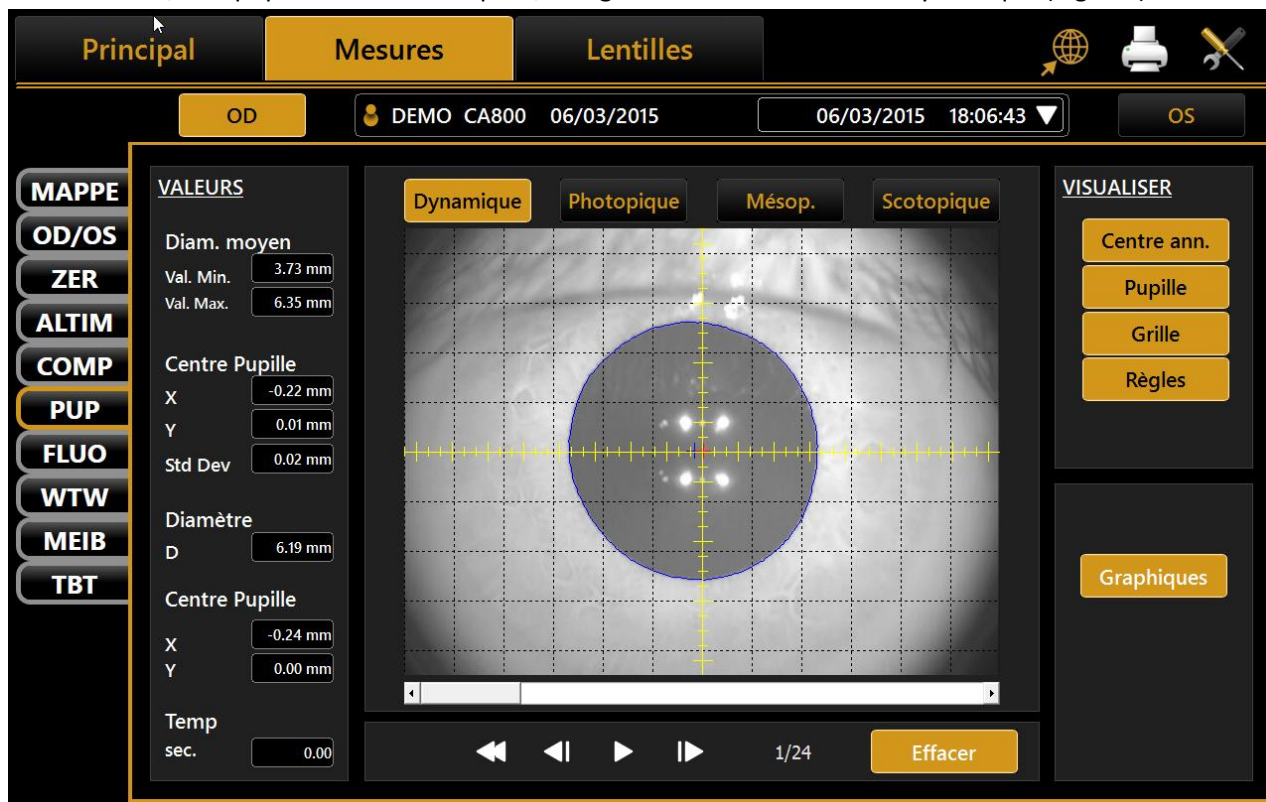 Principal Mesures Lentilles
OD DEMO CA800 06/03/2015 06/03/2015 18:06:43 OS
MAPPE
OD/OS
ZER
ALTIM
COMP
PUP
FLUO
WTW
MEIB
TBT
VALEURS
Diam. moyen
Val. Min. 3.73 mm
Val. Max. 6.35 mm
Centre Pupille
X -0.22 mm
Y 0.01 mm
Std Dev 0.02 mm
Diamètre
D 6.19 mm
Centre Pupille
X -0.24 mm
Y 0.00 mm
Temp
sec. 0.00
Dynamique Photopique Mésop. Scotopique
1/24 Effacer
VISUALISER
Centre ann.
Pupille
Grille
Règles
Graphiques